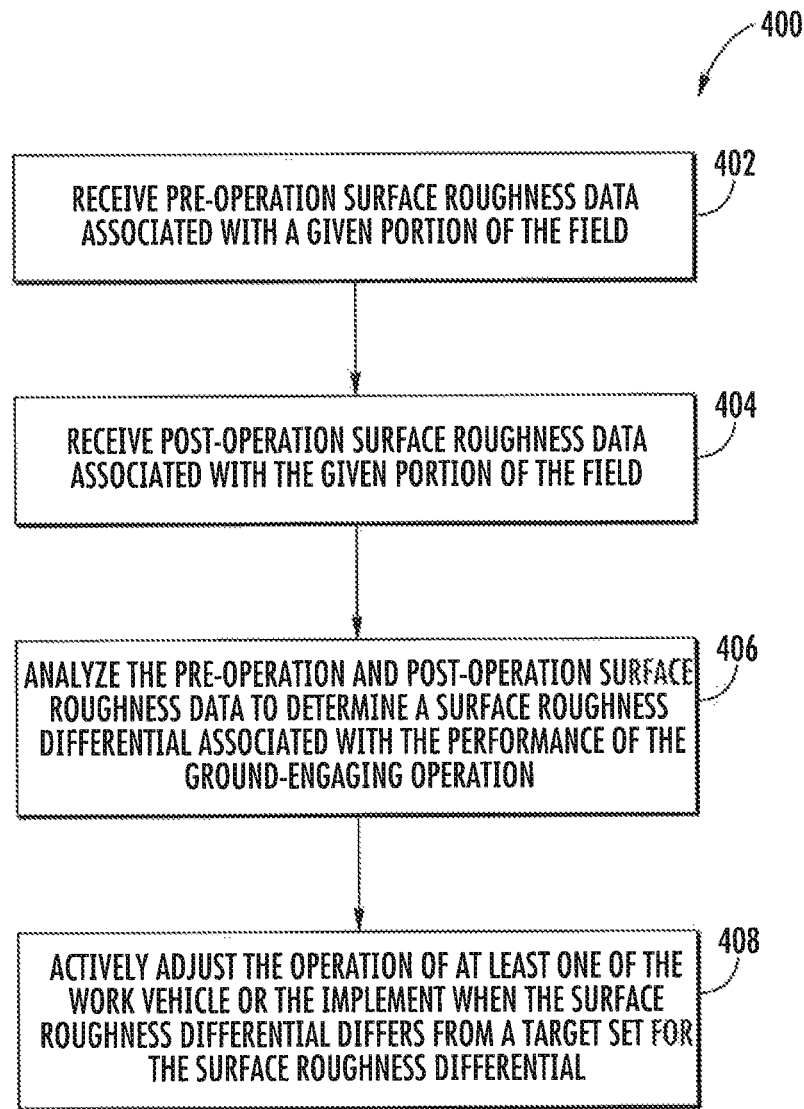 400
402
RECEIVE PRE-OPERATION SURFACE ROUGHNESS DATA
ASSOCIATED WITH A GIVEN PORTION OF THE FIELD
404
RECEIVE POST-OPERATION SURFACE ROUGHNESS DATA
ASSOCIATED WITH THE GIVEN PORTION OF THE FIELD
406
ANALYZE THE PRE-OPERATION AND POST-OPERATION SURFACE
ROUGHNESS DATA TO DETERMINE A SURFACE ROUGHNESS
DIFFERENTIAL ASSOCIATED WITH THE PERFORMANCE OF THE
GROUND-ENGAGING OPERATION
408
ACTIVELY ADJUST THE OPERATION OF AT LEAST ONE OF THE
WORK VEHICLE OR THE IMPLEMENT WHEN THE SURFACE
ROUGHNESS DIFFERENTIAL DIFFERS FROM A TARGET SET FOR
THE SURFACE ROUGHNESS DIFFERENTIAL